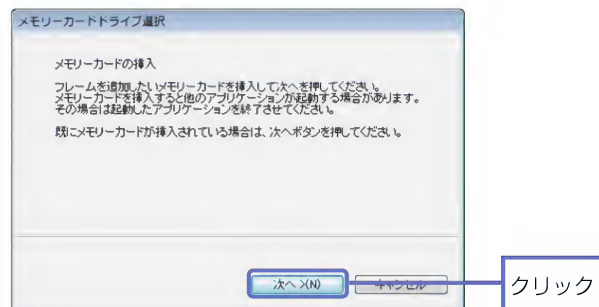 メモリーカードドライブ選択
メモリーカードの挿入
フレームを追加したいメモリーカードを挿入して次へを押してください。
メモリーカードを挿入すると他のアプリケーションが起動する場合があります。
その場合は起動したアプリケーションを終了させてください。
既にメモリーカードが挿入されている場合は、次へボタンを押してください。
次へ >(N)
キャンセル
クリック